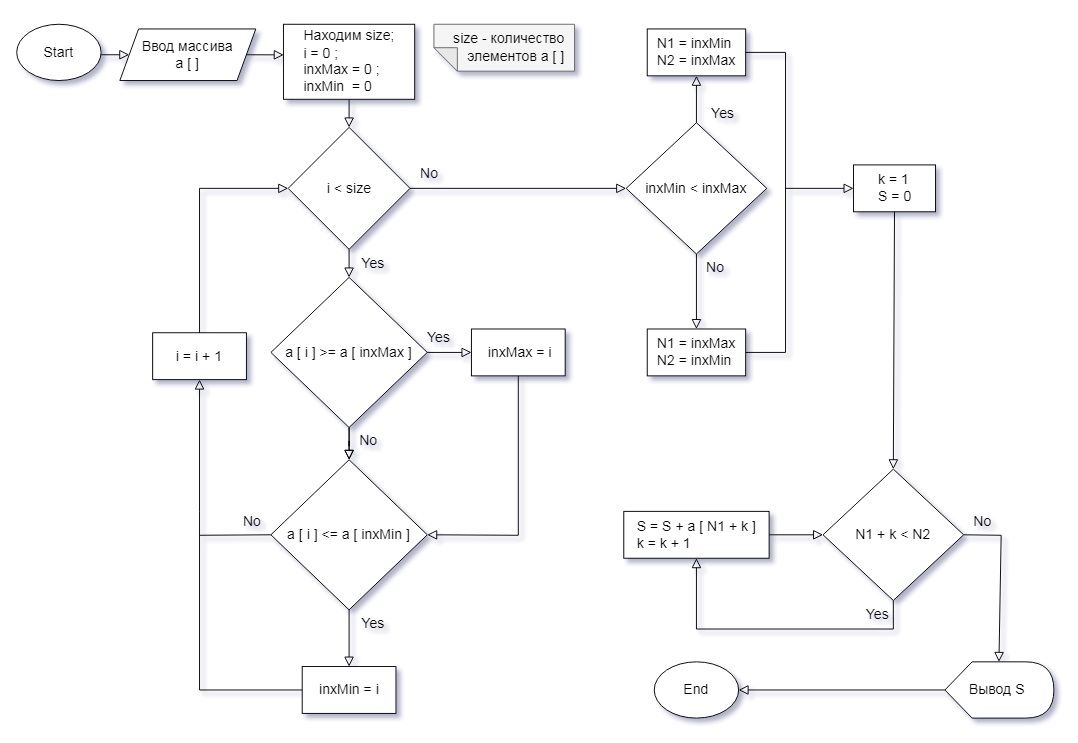 Start
Ввод массива
a [ ]
Находим size;
i = 0 ;
inxMax = 0 ;
inxMin = 0
size - количество
элементов a [ ]
i < size
No
Yes
a [ i ] >= a [ inxMax ]
Yes
inxMax = i
No
i = i + 1
a [ i ] <= a [ inxMin ]
No
Yes
inxMin = i
N1 = inxMin
N2 = inxMax
Yes
inxMin < inxMax
No
N1 = inxMax
N2 = inxMin
k = 1
S = 0
N1 + k < N2
No
Yes
S = S + a [ N1 + k ]
k = k + 1
Вывод S
End